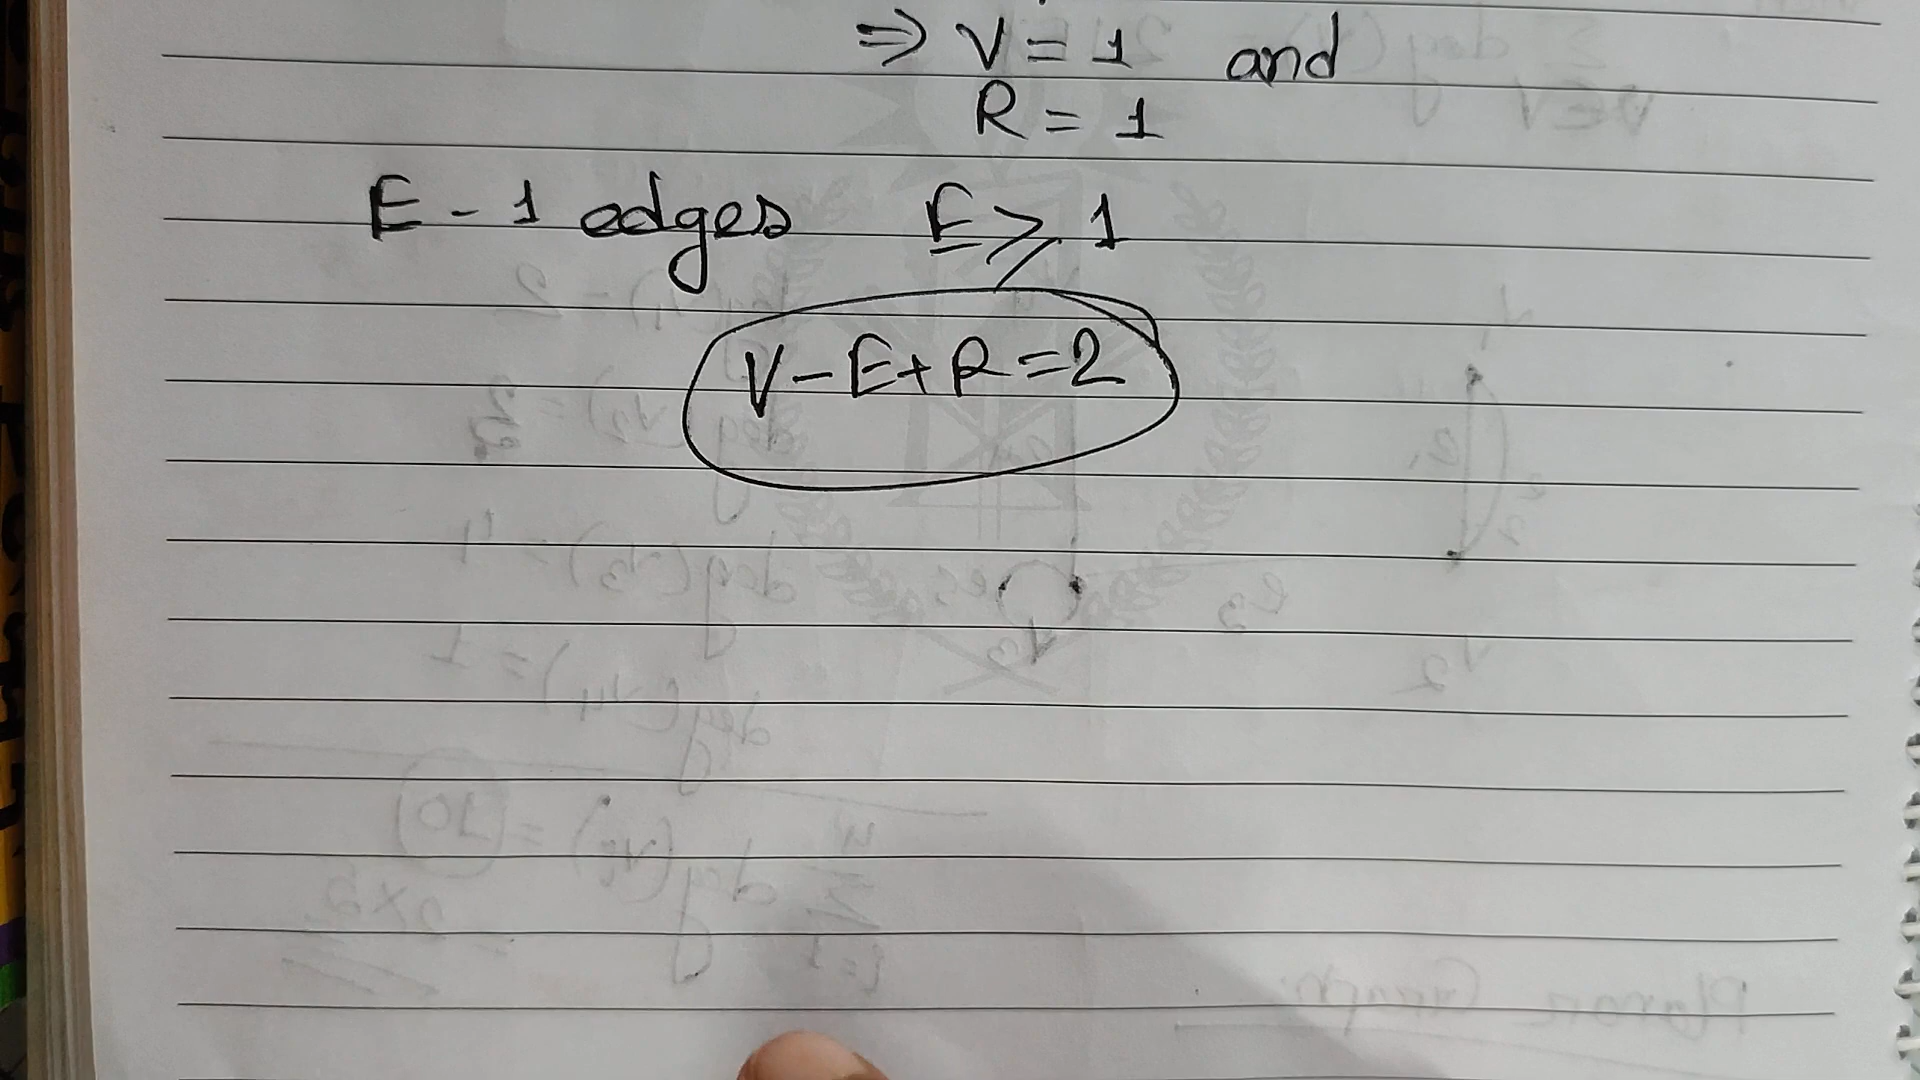 ⇒ V = 1 and
R = 1
E - 1 edges E ⩾ 1
V - E + R = 2